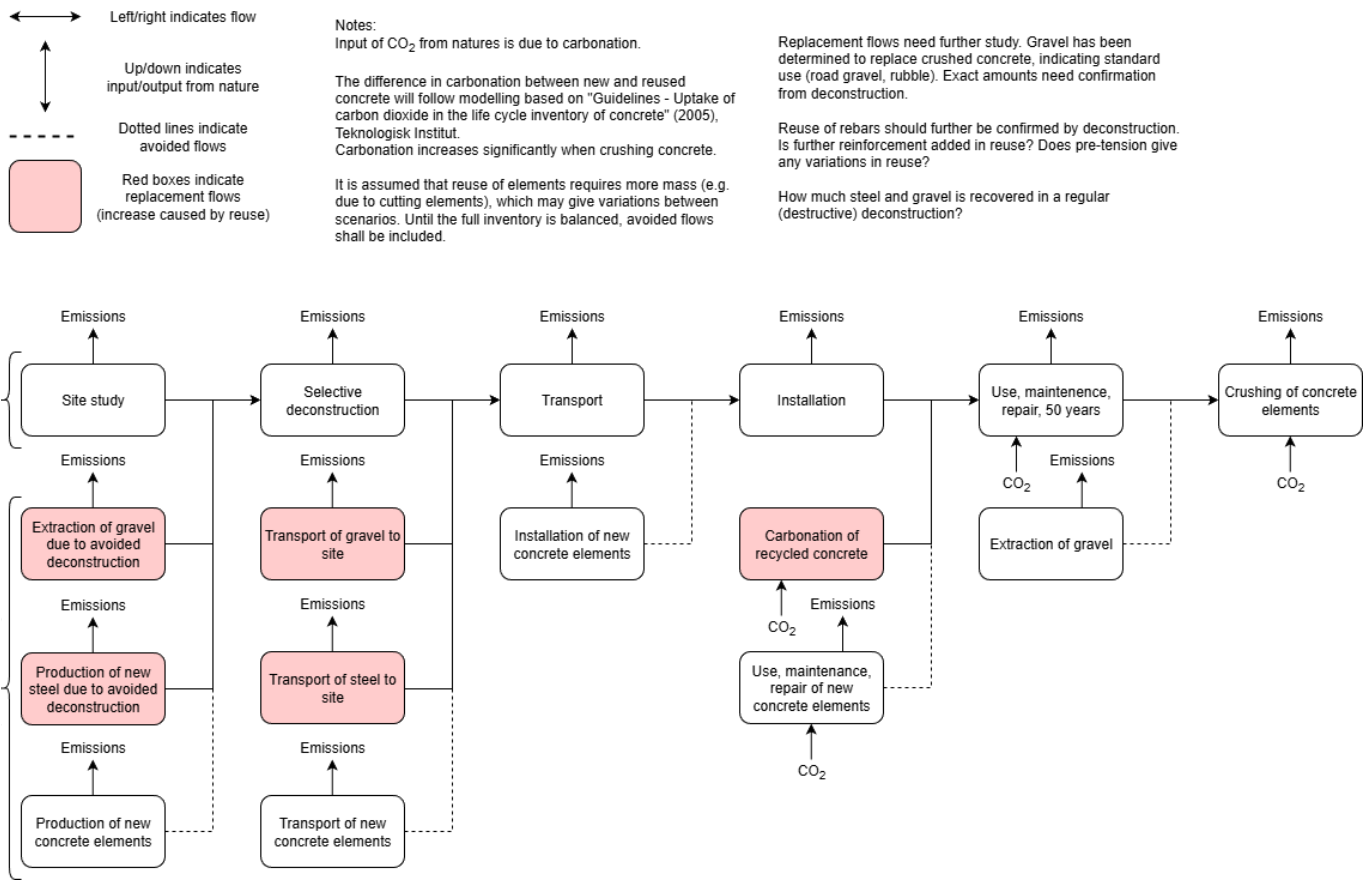 Left/right indicates flow
Up/down indicates
input/output from nature
Dotted lines indicate
avoided flows
Red boxes indicate
replacement flows
(increase caused by reuse)
Notes:
Input of CO₂ from natures is due to carbonation.
The difference in carbonation between new and reused
concrete will follow modelling based on "Guidelines - Uptake of
carbon dioxide in the life cycle inventory of concrete" (2005),
Teknologisk Institut.
Carbonation increases significantly when crushing concrete.
It is assumed that reuse of elements requires more mass (e.g.
due to cutting elements), which may give variations between
scenarios. Until the full inventory is balanced, avoided flows
shall be included.
Replacement flows need further study. Gravel has been
determined to replace crushed concrete, indicating standard
use (road gravel, rubble). Exact amounts need confirmation
from deconstruction.
Reuse of rebars should further be confirmed by deconstruction.
Is further reinforcement added in reuse? Does pre-tension give
any variations in reuse?
How much steel and gravel is recovered in a regular
(destructive) deconstruction?
Emissions
Emissions
Emissions
Emissions
Emissions
Emissions
Site study
Selective
deconstruction
Transport
Installation
Use, maintenence,
repair, 50 years
Crushing of concrete
elements
CO₂
CO₂
Emissions
Emissions
Emissions
Emissions
Extraction of gravel
due to avoided
deconstruction
Transport of gravel to
site
Installation of new
concrete elements
Carbonation of
recycled concrete
Extraction of gravel
CO₂
Emissions
Emissions
Emissions
Production of new
steel due to avoided
deconstruction
Transport of steel to
site
Use, maintenance,
repair of new
concrete elements
CO₂
Emissions
Emissions
Production of new
concrete elements
Transport of new
concrete elements